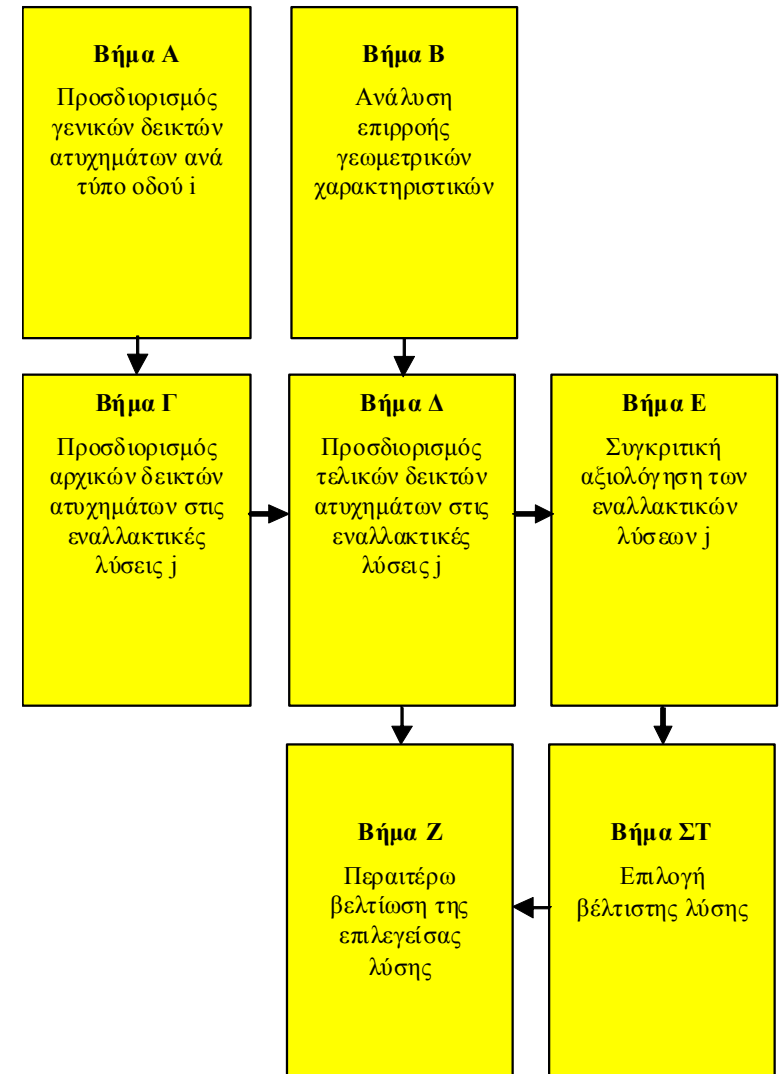 Βήμα Α
Προσδιορισμός
γενικών δεικτών
ατυχημάτων ανά
τύπο οδού i
Βήμα Β
Ανάλυση
επιρροής
γεωμετρικών
χαρακτηριστικών
Βήμα Γ
Προσδιορισμός
αρχικών δεικτών
ατυχημάτων στις
εναλλακτικές
λύσεις j
Βήμα Δ
Προσδιορισμός
τελικών δεικτών
ατυχημάτων στις
εναλλακτικές
λύσεις j
Βήμα Ε
Συγκριτική
αξιολόγηση των
εναλλακτικών
λύσεων j
Βήμα Ζ
Περαιτέρω
βελτίωση της
επιλεγείσας
λύσης
Βήμα ΣΤ
Επιλογή
βέλτιστης λύσης